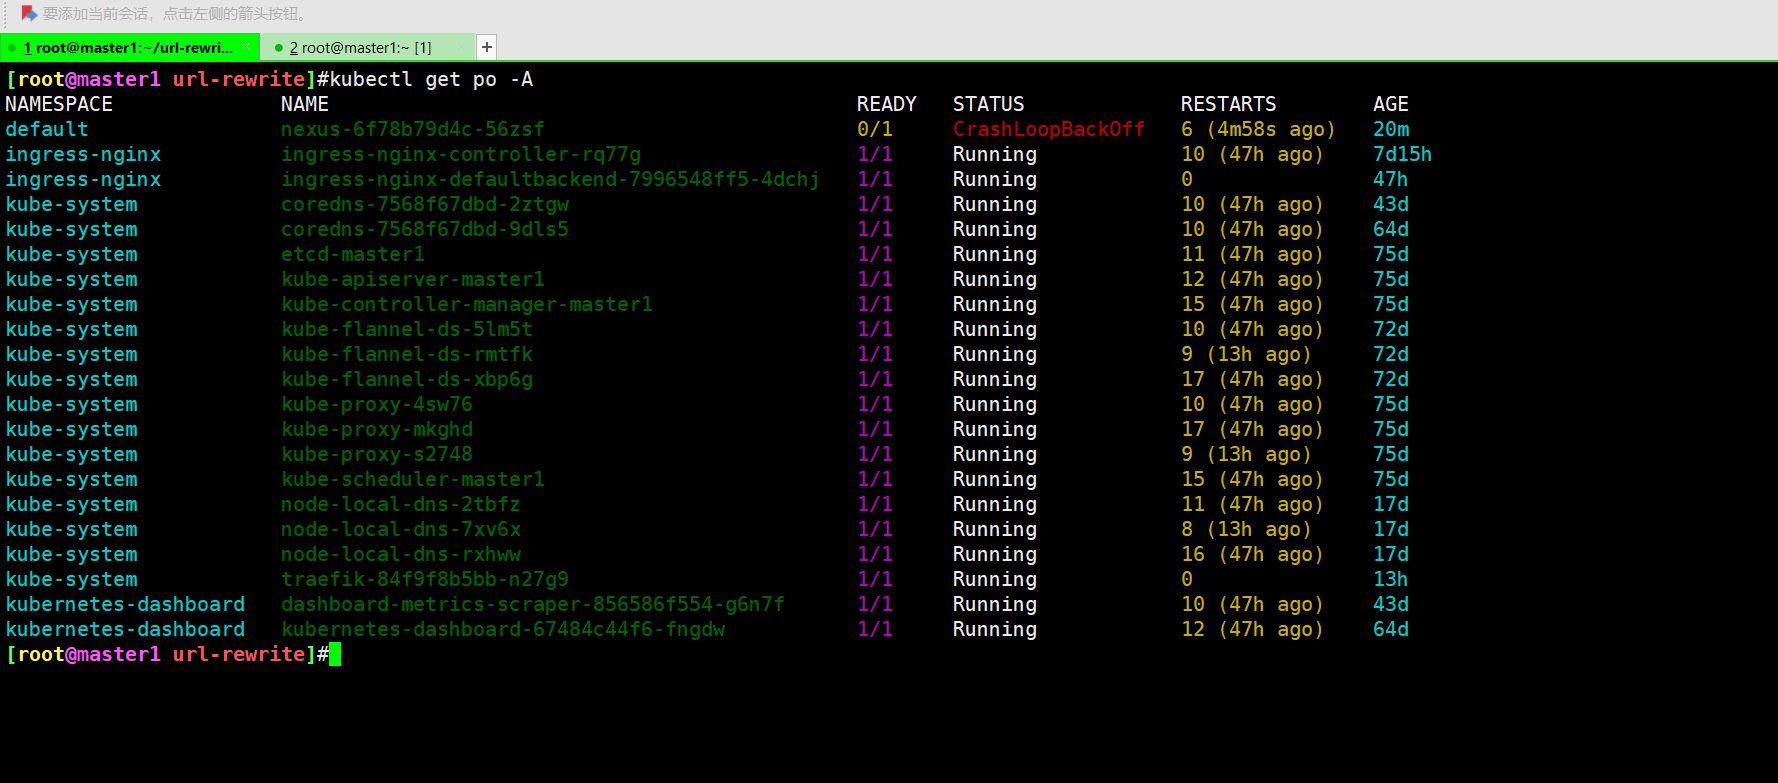 要添加当前会话，点击左侧的箭头按钮。
1 root@master1:~/url-rewri... × 2 root@master1:~ [1] +
[root@master1 url-rewrite]#kubectl get po -A
NAMESPACE NAME READY STATUS RESTARTS AGE
default nexus-6f78b79d4c-56zsf 0/1 CrashLoopBackOff 6 (4m58s ago) 20m
ingress-nginx ingress-nginx-controller-rq77g 1/1 Running 10 (47h ago) 7d15h
ingress-nginx ingress-nginx-defaultbackend-7996548ff5-4dchj 1/1 Running 0 47h
kube-system coredns-7568f67dbd-2ztgw 1/1 Running 10 (47h ago) 43d
kube-system coredns-7568f67dbd-9dls5 1/1 Running 10 (47h ago) 64d
kube-system etcd-master1 1/1 Running 11 (47h ago) 75d
kube-system kube-apiserver-master1 1/1 Running 12 (47h ago) 75d
kube-system kube-controller-manager-master1 1/1 Running 15 (47h ago) 75d
kube-system kube-flannel-ds-5lm5t 1/1 Running 10 (47h ago) 72d
kube-system kube-flannel-ds-rmtfk 1/1 Running 9 (13h ago) 72d
kube-system kube-flannel-ds-xbp6g 1/1 Running 17 (47h ago) 72d
kube-system kube-proxy-4sw76 1/1 Running 10 (47h ago) 75d
kube-system kube-proxy-mkghd 1/1 Running 17 (47h ago) 75d
kube-system kube-proxy-s2748 1/1 Running 9 (13h ago) 75d
kube-system kube-scheduler-master1 1/1 Running 15 (47h ago) 75d
kube-system node-local-dns-2tbfz 1/1 Running 11 (47h ago) 17d
kube-system node-local-dns-7xv6x 1/1 Running 8 (13h ago) 17d
kube-system node-local-dns-rxhww 1/1 Running 16 (47h ago) 17d
kube-system traefik-84f9f8b5bb-n27g9 1/1 Running 0 13h
kubernetes-dashboard dashboard-metrics-scraper-856586f554-g6n7f 1/1 Running 10 (47h ago) 43d
kubernetes-dashboard kubernetes-dashboard-67484c44f6-fngdw 1/1 Running 12 (47h ago) 64d
[root@master1 url-rewrite]#